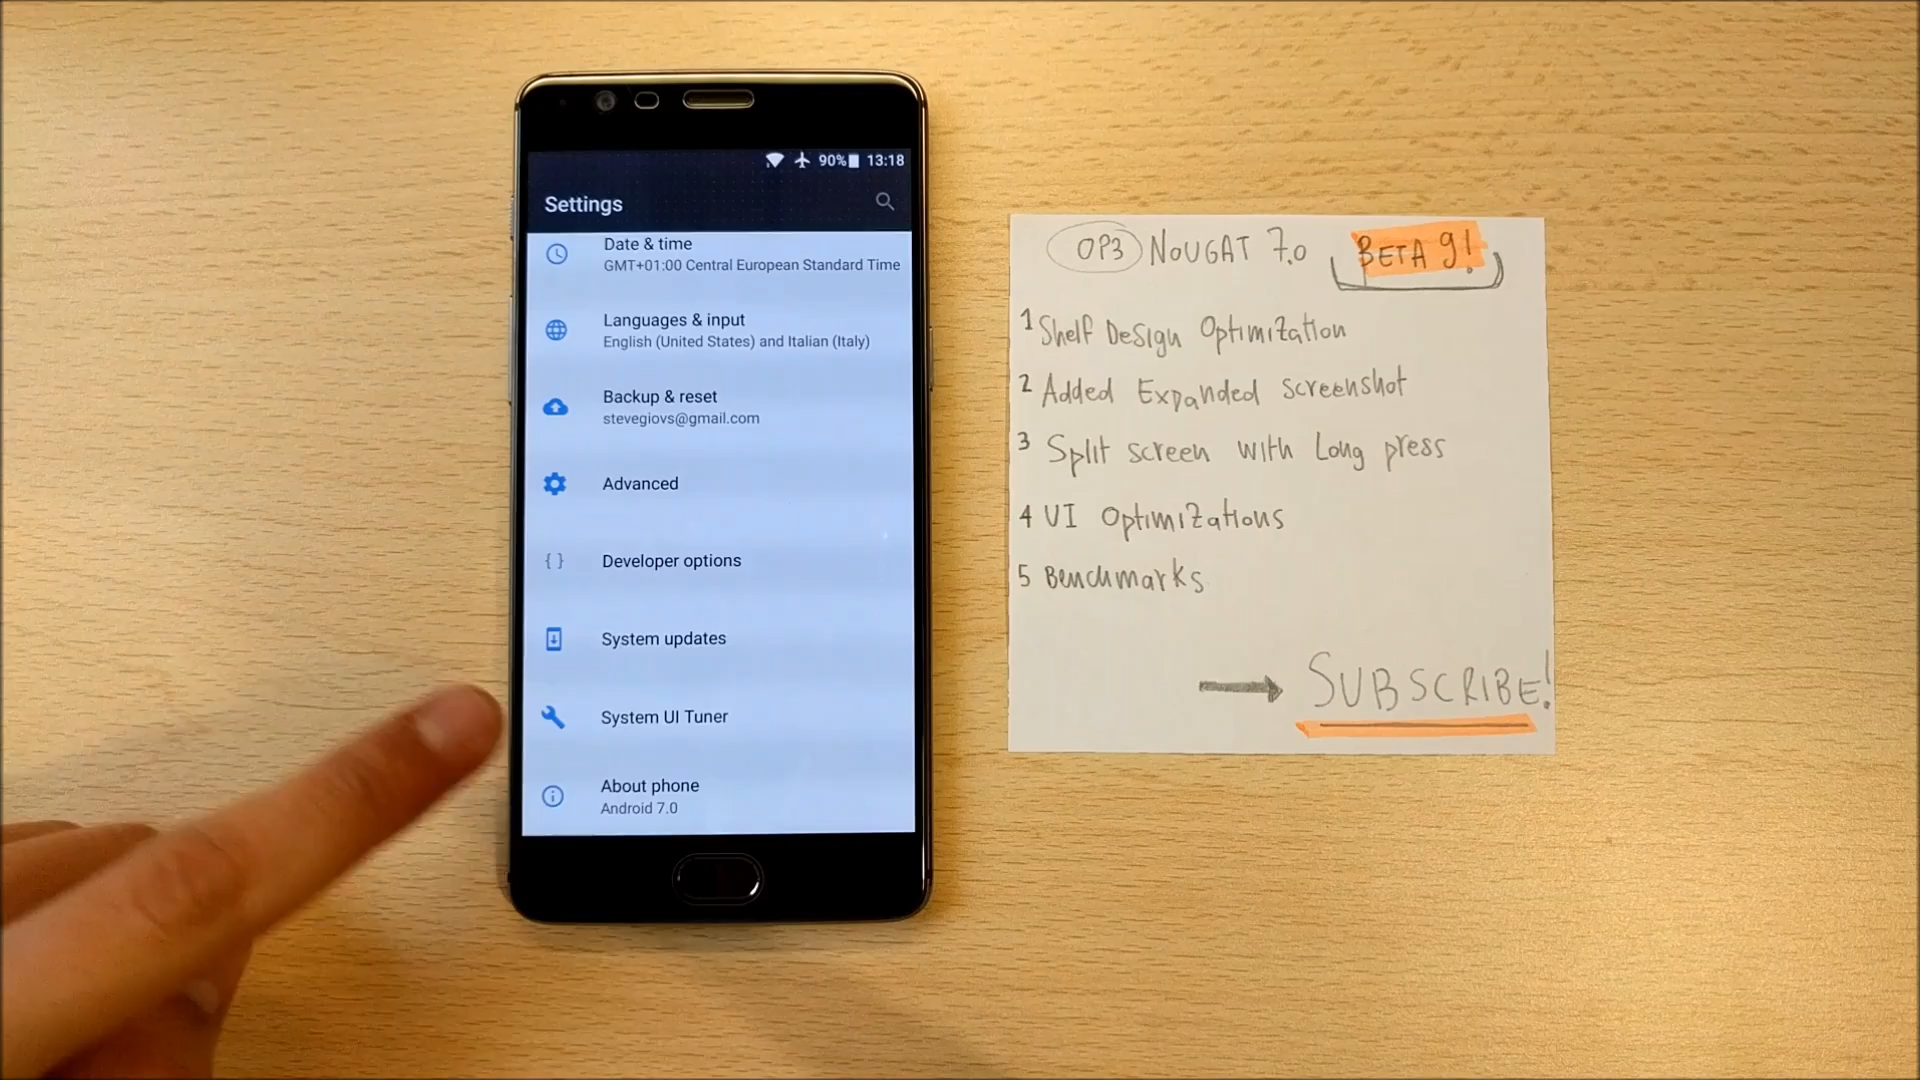 90% 13:18
Settings
Date & time
GMT+01:00 Central European Standard Time
Languages & input
English (United States) and Italian (Italy)
Backup & reset
stevegiovs@gmail.com
Advanced
{ } Developer options
System updates
System UI Tuner
About phone
Android 7.0
OP3 NOUGAT 7.0 BETA 9!
1 Shelf Design Optimization
2 Added Expanded Screenshot
3 Split screen with Long press
4 UI Optimizations
5 Benchmarks
→ SUBSCRIBE!